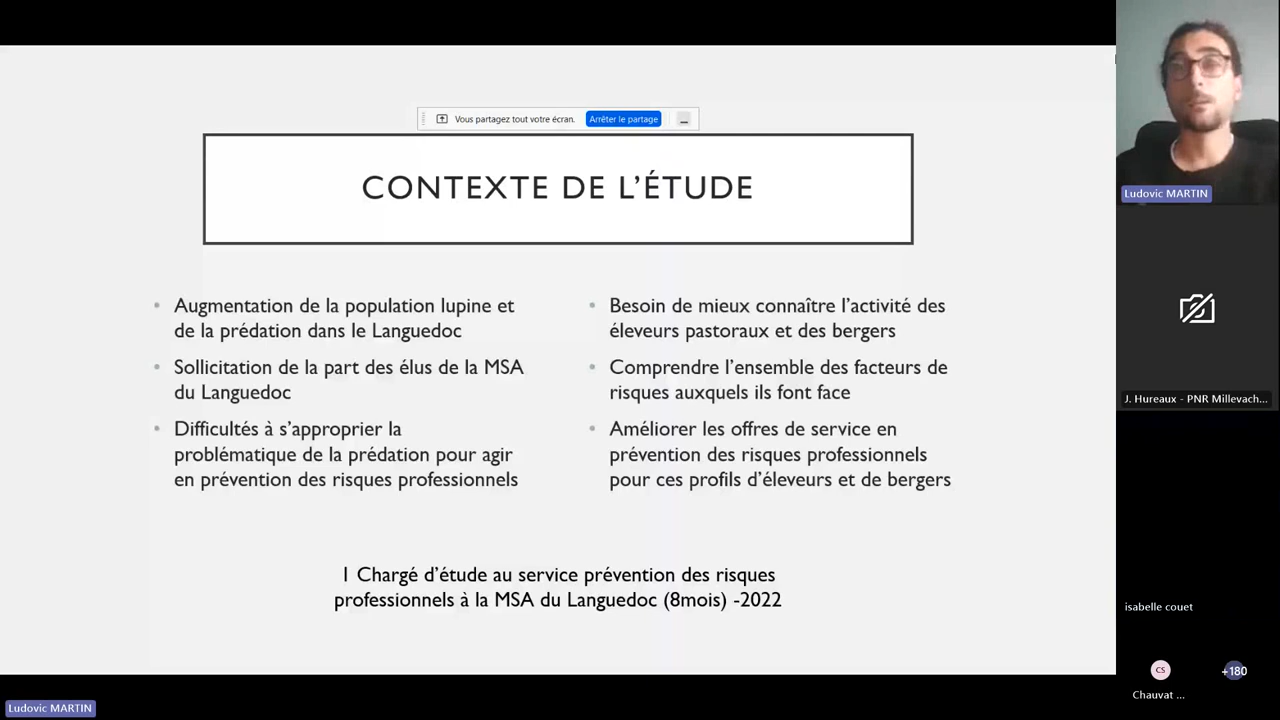 Vous partagez tout votre écran.
Arrêter le partage
CONTEXTE DE L'ÉTUDE
• Augmentation de la population lupine et
de la prédation dans le Languedoc
• Sollicitation de la part des élus de la MSA
du Languedoc
• Difficultés à s'approprier la
problématique de la prédation pour agir
en prévention des risques professionnels
• Besoin de mieux connaître l'activité des
éleveurs pastoraux et des bergers
• Comprendre l'ensemble des facteurs de
risques auxquels ils font face
• Améliorer les offres de service en
prévention des risques professionnels
pour ces profils d'éleveurs et de bergers
1 Chargé d'étude au service prévention des risques
professionnels à la MSA du Languedoc (8mois) -2022
Ludovic MARTIN
J. Hureaux - PNR Millevach...
isabelle couet
CS
+180
Chauvat ...
Ludovic MARTIN